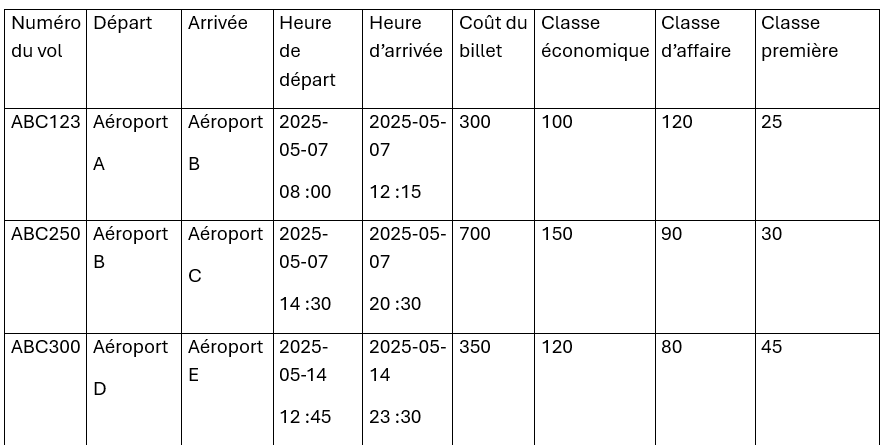 Numéro du vol | Départ | Arrivée | Heure de départ | Heure d’arrivée | Coût du billet | Classe économique | Classe d’affaire | Classe première
ABC123 | Aéroport A | Aéroport B | 2025-05-07 08 :00 | 2025-05-07 12 :15 | 300 | 100 | 120 | 25
ABC250 | Aéroport B | Aéroport C | 2025-05-07 14 :30 | 2025-05-07 20 :30 | 700 | 150 | 90 | 30
ABC300 | Aéroport D | Aéroport E | 2025-05-14 12 :45 | 2025-05-14 23 :30 | 350 | 120 | 80 | 45